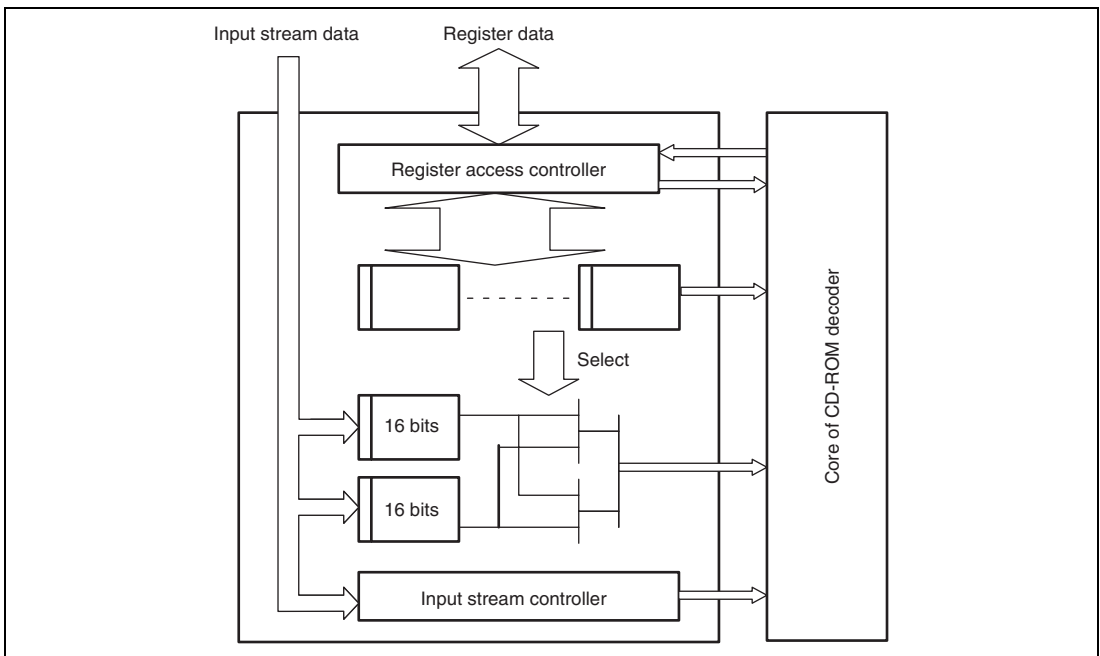 Input stream data
Register data
Register access controller
Select
16 bits
16 bits
Input stream controller
Core of CD-ROM decoder